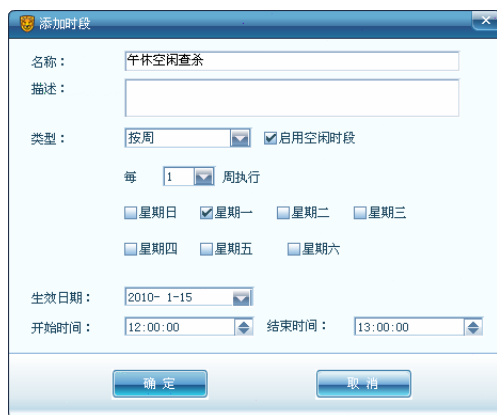 添加时段
名称： 午休空闲查杀
描述：
类型： 按周 启用空闲时段
每 1 周执行
星期日 星期一 星期二 星期三
星期四 星期五 星期六
生效日期： 2010- 1-15
开始时间： 12:00:00 结束时间： 13:00:00
确 定 取 消